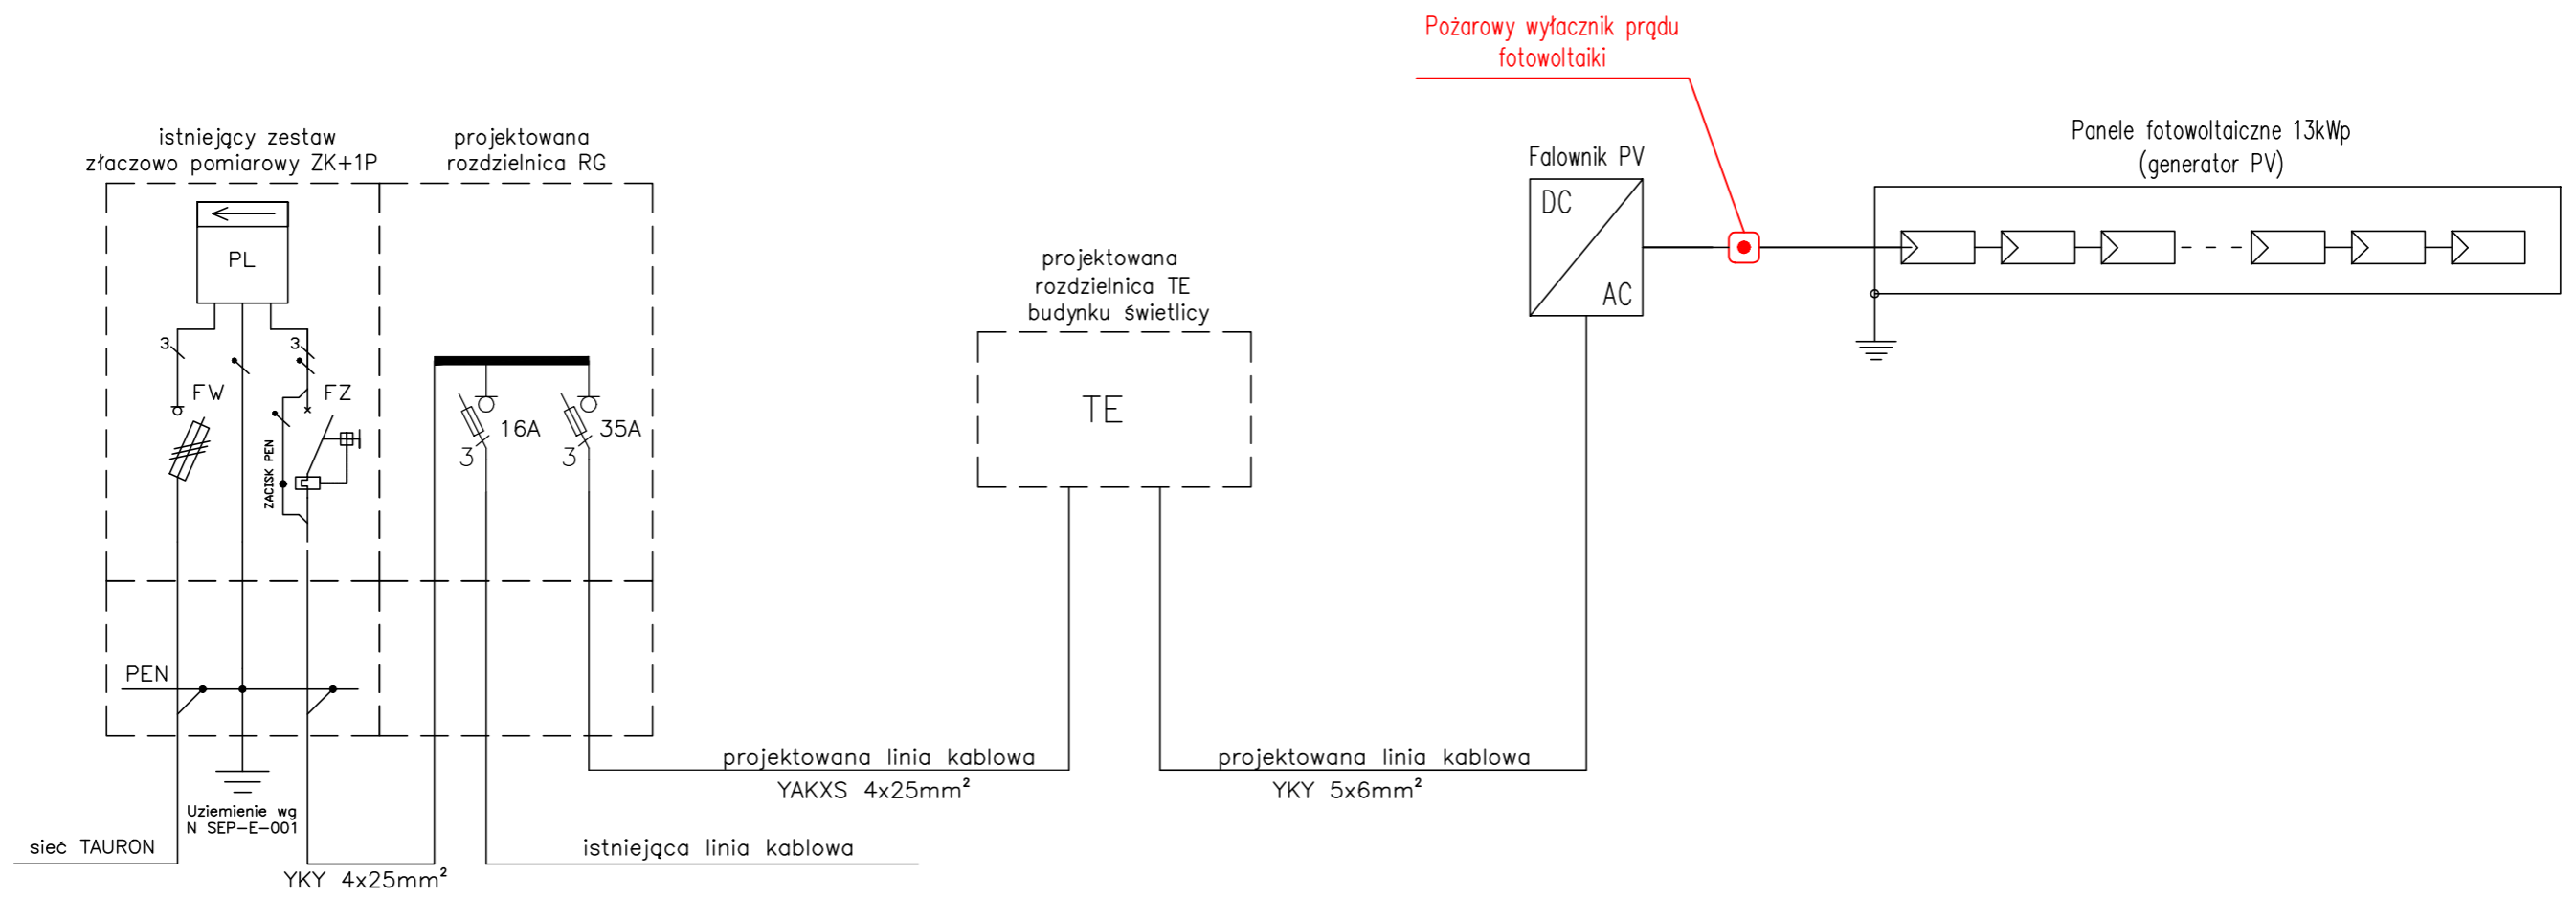 Pożarowy wyłacznik prądu
fotowoltaiki
istniejący zestaw
złaczowo pomiarowy ZK+1P
projektowana
rozdzielnica RG
Panele fotowoltaiczne 13kWp
(generator PV)
Falownik PV
DC
AC
PL
projektowana
rozdzielnica TE
budynku świetlicy
TE
3
3
FW
FZ
ZACISK PEN
16A
3
35A
3
PEN
Uziemienie wg
N SEP-E-001
sieć TAURON
YKY 4x25mm²
istniejąca linia kablowa
projektowana linia kablowa
YAKXS 4x25mm²
projektowana linia kablowa
YKY 5x6mm²